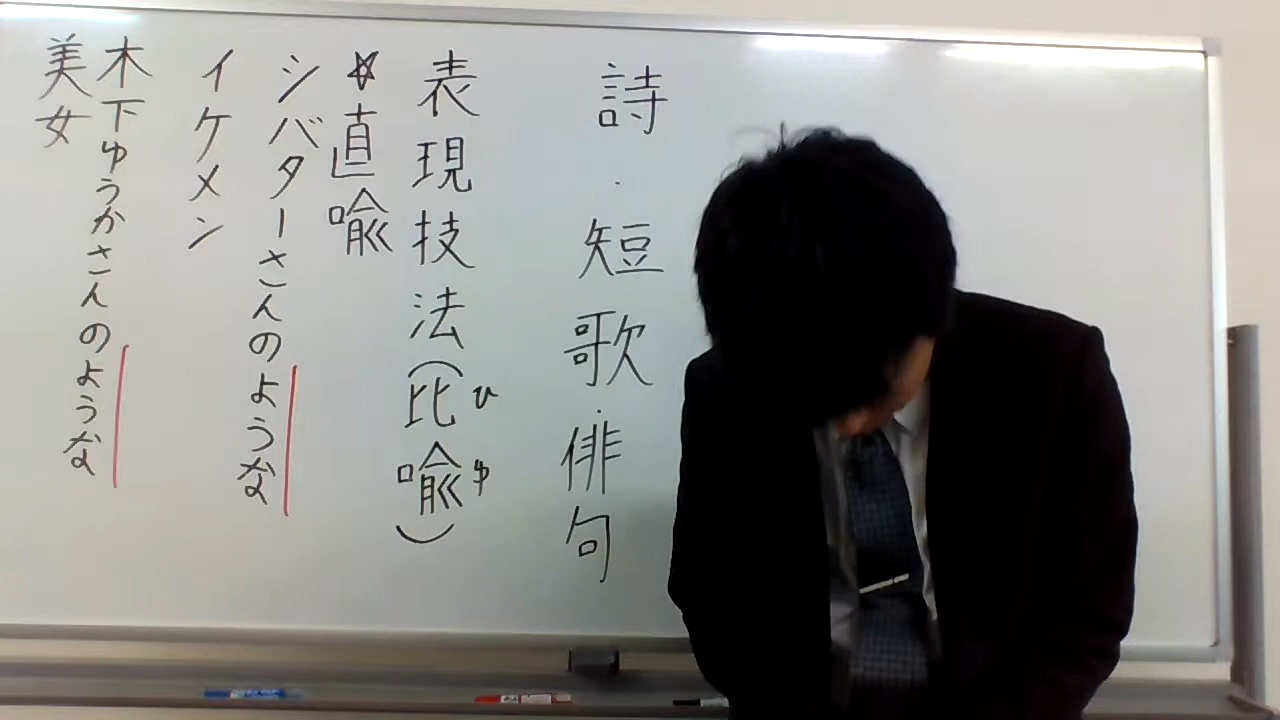 詩・短歌・俳句
表現技法(比喩)
ひゆ
☆直喩
シバターさんのような
イケメン
木下ゆうかさんのような
美女